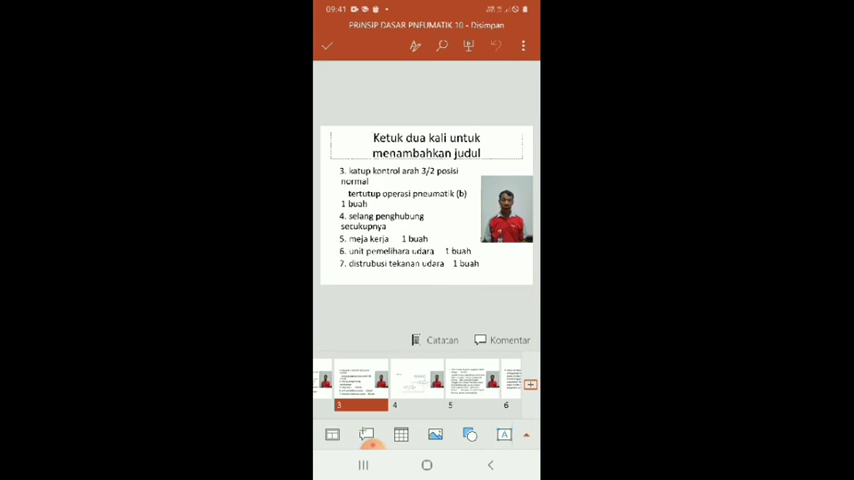 09:41
PRINSIP DASAR PNEUMATIK 10 - Disimpan
Ketuk dua kali untuk
menambahkan judul
3. katup kontrol arah 3/2 posisi
normal
tertutup operasi pneumatik (b)
1 buah
4. selang penghubung
secukupnya
5. meja kerja 1 buah
6. unit pemelihara udara 1 buah
7. distrubusi tekanan udara 1 buah
Catatan
Komentar
3
4
5
6